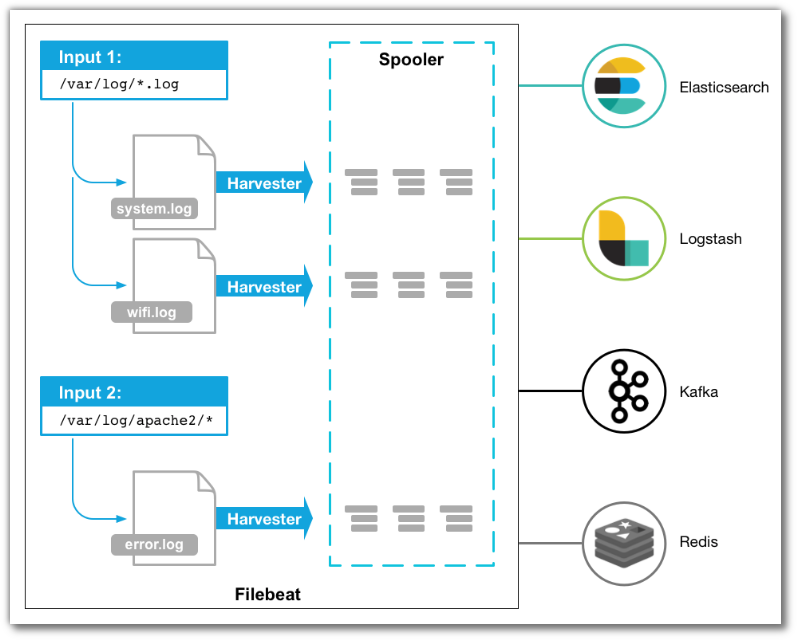 Input 1:
/var/log/*.log
Spooler
Elasticsearch
Harvester
system.log
Logstash
Harvester
wifi.log
Input 2:
/var/log/apache2/*
Kafka
Harvester
error.log
Redis
Filebeat